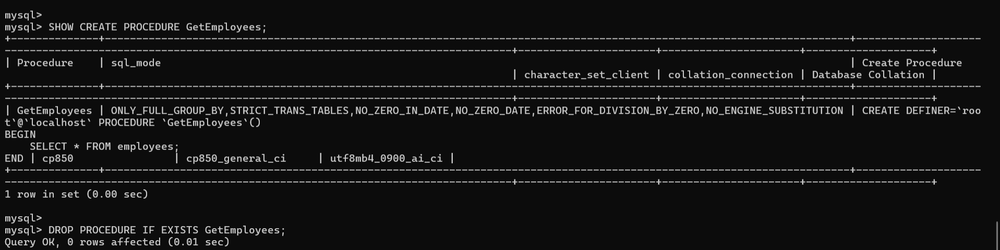 mysql>
mysql> SHOW CREATE PROCEDURE GetEmployees;
+--------------+------------------------------------------------------------------------------------------------------------------------+--------------------
---------------------------------------------------------------------------------+----------------------+----------------------+--------------------+
| Procedure    | sql_mode                                                                                                               | Create Procedure
                                                                                 | character_set_client | collation_connection | Database Collation |
+--------------+------------------------------------------------------------------------------------------------------------------------+--------------------
---------------------------------------------------------------------------------+----------------------+----------------------+--------------------+
| GetEmployees | ONLY_FULL_GROUP_BY,STRICT_TRANS_TABLES,NO_ZERO_IN_DATE,NO_ZERO_DATE,ERROR_FOR_DIVISION_BY_ZERO,NO_ENGINE_SUBSTITUTION | CREATE DEFINER=`roo
t`@`localhost` PROCEDURE `GetEmployees`()
BEGIN
    SELECT * FROM employees;
END | cp850                | cp850_general_ci     | utf8mb4_0900_ai_ci |
+--------------+------------------------------------------------------------------------------------------------------------------------+--------------------
---------------------------------------------------------------------------------+----------------------+----------------------+--------------------+
1 row in set (0.00 sec)
mysql>
mysql> DROP PROCEDURE IF EXISTS GetEmployees;
Query OK, 0 rows affected (0.01 sec)